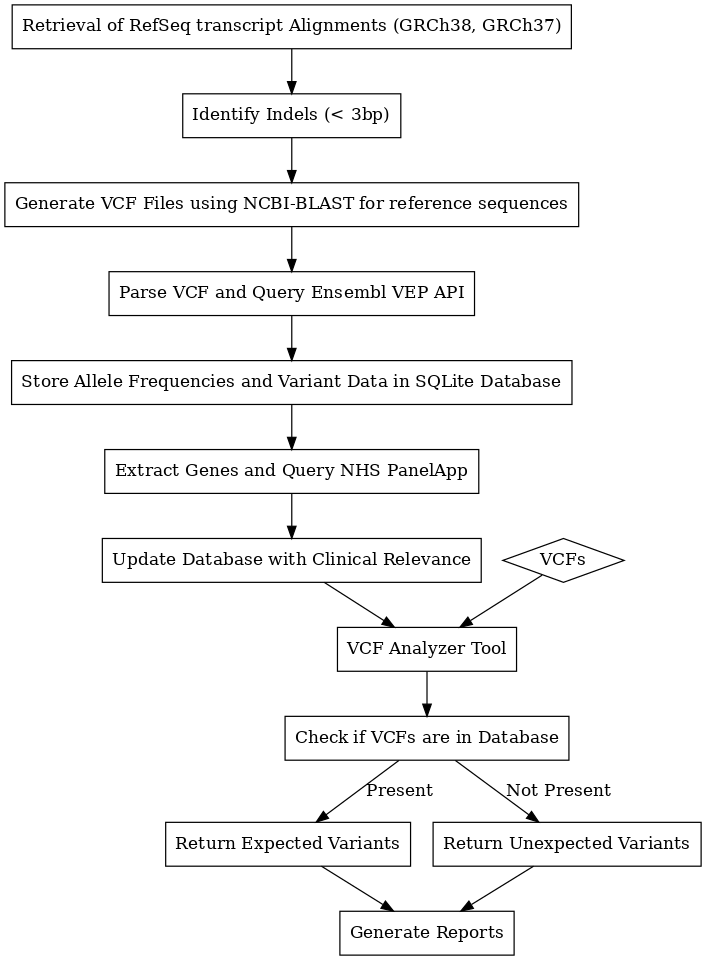 Retrieval of RefSeq transcript Alignments (GRCh38, GRCh37)
Identify Indels (< 3bp)
Generate VCF Files using NCBI-BLAST for reference sequences
Parse VCF and Query Ensembl VEP API
Store Allele Frequencies and Variant Data in SQLite Database
Extract Genes and Query NHS PanelApp
Update Database with Clinical Relevance
VCFs
VCF Analyzer Tool
Check if VCFs are in Database
Present
Not Present
Return Expected Variants
Return Unexpected Variants
Generate Reports